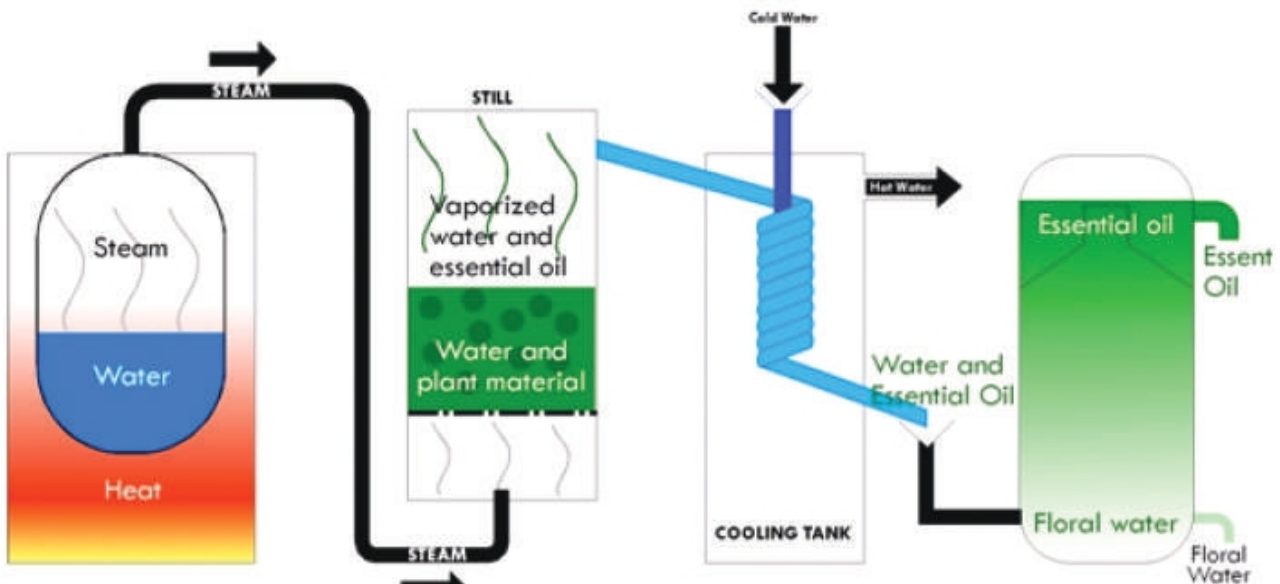 STEAM
Steam
Water
Heat
STEAM
STILL
Vaporized
water and
essential oil
Water and
plant material
Cold Water
Hot Water
COOLING TANK
Water and
Essential Oil
Essential oil
Essent
Oil
Floral water
Floral
Water